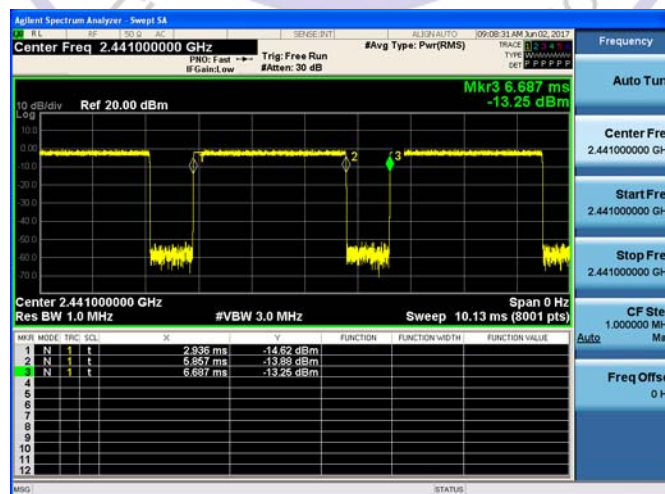 Agilent Spectrum Analyzer - Swept SA
RL RF 50 Ω AC SENSE:INT ALIGN AUTO 09:08:31 AM Jun 02, 2017
Center Freq 2.441000000 GHz
#Avg Type: Pwr(RMS)
TRACE 1 2 3 4 5 6
PNO: Fast Trig: Free Run
TYPE
IFGain:Low #Atten: 30 dB
DET P P P P P P
Mkr3 6.687 ms
-13.25 dBm
10 dB/div Ref 20.00 dBm
Log
10.0
0.00
-10.0
-20.0
-30.0
-40.0
-50.0
-60.0
-70.0
1
2
3
Center 2.441000000 GHz Span 0 Hz
Res BW 1.0 MHz #VBW 3.0 MHz Sweep 10.13 ms (8001 pts)
MKR MODE TRC SCL X Y FUNCTION FUNCTION WIDTH FUNCTION VALUE
1 N 1 t 2.936 ms -14.62 dBm
2 N 1 t 5.857 ms -13.88 dBm
3 N 1 t 6.687 ms -13.25 dBm
4
5
6
7
8
9
10
11
12
MSG STATUS
Frequency
Auto Tun
Center Fre
2.441000000 GH
Start Fre
2.441000000 GH
Stop Fre
2.441000000 GH
CF Ste
1.000000 MH
Auto Ma
Freq Offse
0 H